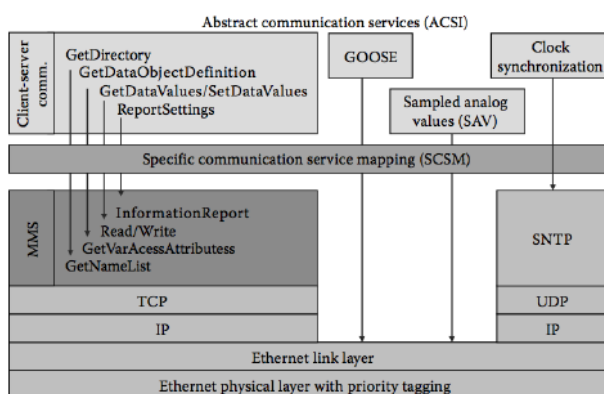 Abstract communication services (ACSI)
Client-server
comm.
GetDirectory
GetDataObjectDefinition
GetDataValues/SetDataValues
ReportSettings
GOOSE
Clock
synchronization
Sampled analog
values (SAV)
Specific communication service mapping (SCSM)
MMS
InformationReport
Read/Write
GetVarAcessAttributess
GetNameList
SNTP
TCP
UDP
IP
IP
Ethernet link layer
Ethernet physical layer with priority tagging